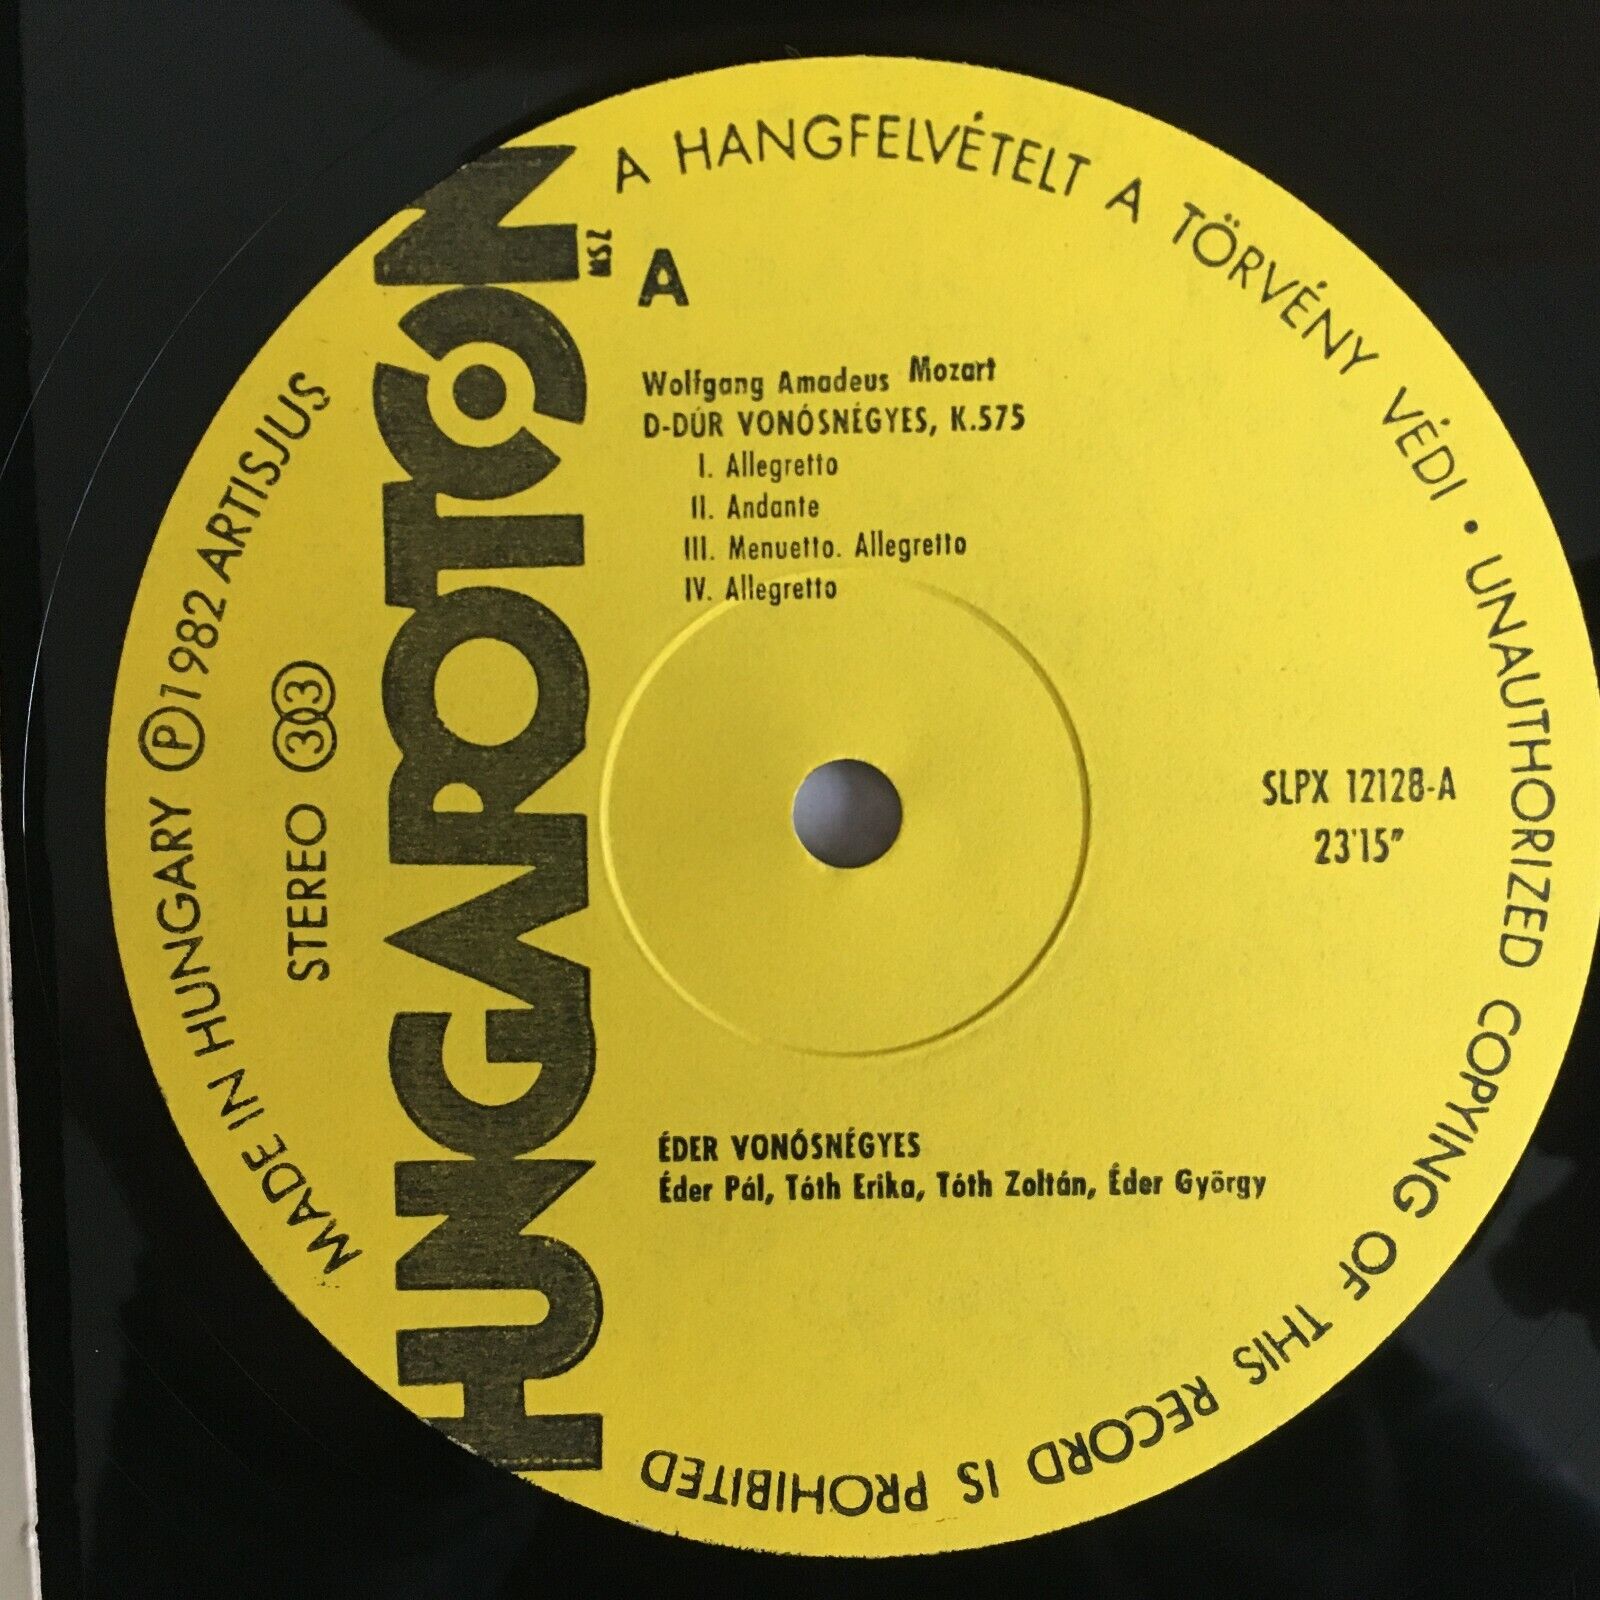 A HANGFELVÉTELT A TÖRVÉNY VÉDI • UNAUTHORIZED COPYING OF THIS RECORD IS PROHIBITED
MADE IN HUNGARY Ⓟ 1982 ARTISJUS
STEREO 33
HUNGAROTON
MSZ
A
Wolfgang Amadeus Mozart
D-DÚR VONÓSNÉGYES, K.575
I. Allegretto
II. Andante
III. Menuetto. Allegretto
IV. Allegretto
SLPX 12128-A
23'15”
ÉDER VONÓSNÉGYES
Éder Pál, Tóth Erika, Tóth Zoltán, Éder György